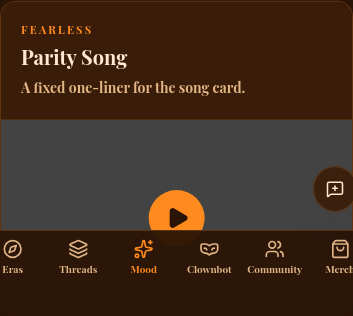 FEARLESS
Parity Song
A fixed one-liner for the song card.
Eras Threads Mood Clownbot Community Merch